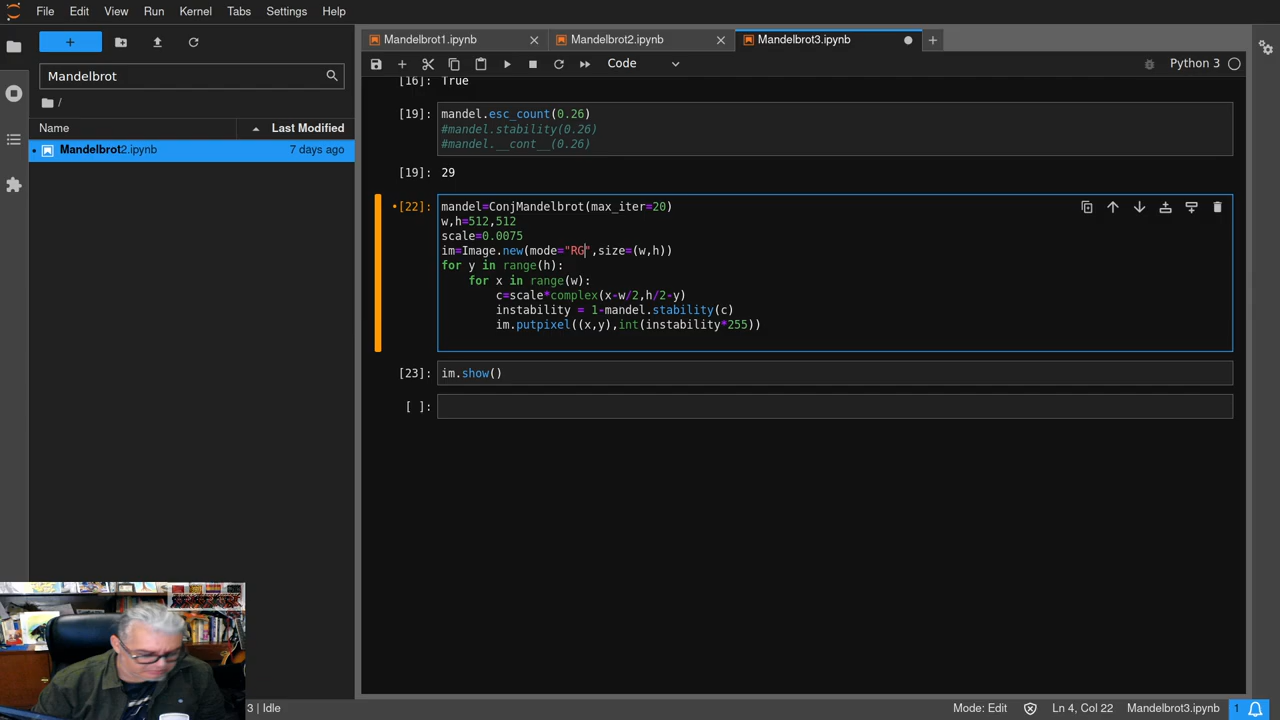 File Edit View Run Kernel Tabs Settings Help
Mandelbrot1.ipynb Mandelbrot2.ipynb Mandelbrot3.ipynb
Mandelbrot
Code
Python 3
/
Name Last Modified
Mandelbrot2.ipynb 7 days ago
[16]: True
[19]: mandel.esc_count(0.26)
#mandel.stability(0.26)
#mandel.__cont__(0.26)
[19]: 29
[22]: mandel=ConjMandelbrot(max_iter=20)
w,h=512,512
scale=0.0075
im=Image.new(mode="RG",size=(w,h))
for y in range(h):
for x in range(w):
c=scale*complex(x-w/2,h/2-y)
instability = 1-mandel.stability(c)
im.putpixel((x,y),int(instability*255))
[23]: im.show()
[ ]:
3 | Idle
Mode: Edit Ln 4, Col 22 Mandelbrot3.ipynb 1